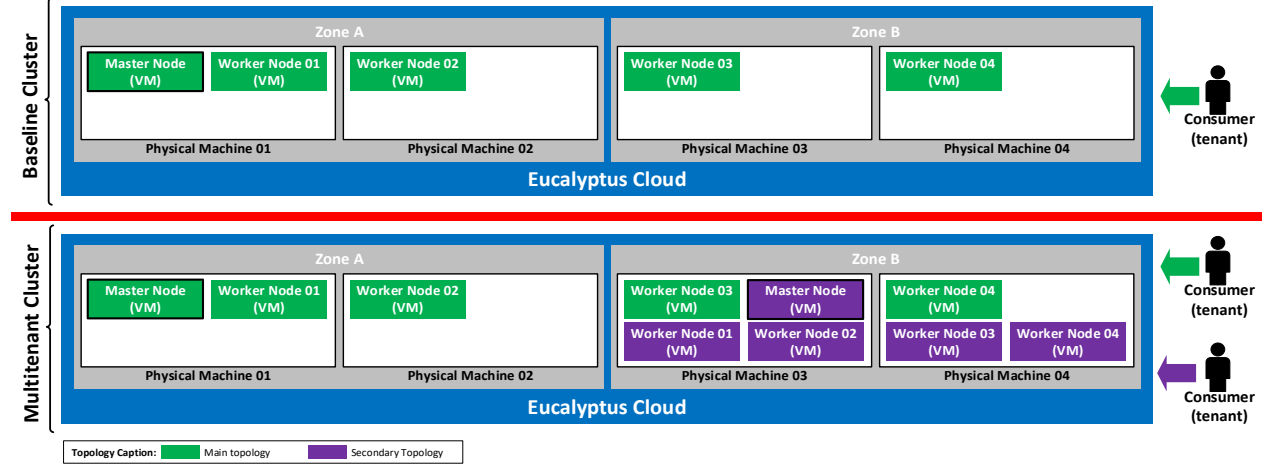 Baseline Cluster
Zone A
Zone B
Master Node
(VM)
Worker Node 01
(VM)
Worker Node 02
(VM)
Worker Node 03
(VM)
Worker Node 04
(VM)
Physical Machine 01
Physical Machine 02
Physical Machine 03
Physical Machine 04
Eucalyptus Cloud
Consumer
(tenant)
Multitenant Cluster
Zone A
Zone B
Master Node
(VM)
Worker Node 01
(VM)
Worker Node 02
(VM)
Worker Node 03
(VM)
Master Node
(VM)
Worker Node 04
(VM)
Worker Node 01
(VM)
Worker Node 02
(VM)
Worker Node 03
(VM)
Worker Node 04
(VM)
Physical Machine 01
Physical Machine 02
Physical Machine 03
Physical Machine 04
Eucalyptus Cloud
Consumer
(tenant)
Consumer
(tenant)
Topology Caption: Main topology Secondary Topology